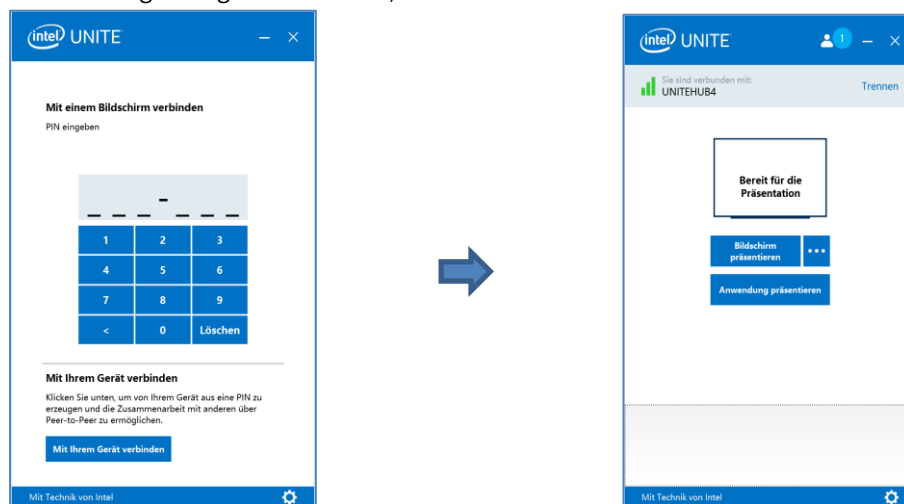 intel UNITE
Mit einem Bildschirm verbinden
PIN eingeben
_ _ _ - _ _ _
1 2 3
4 5 6
7 8 9
< 0 Löschen
Mit Ihrem Gerät verbinden
Klicken Sie unten, um von Ihrem Gerät aus eine PIN zu
erzeugen und die Zusammenarbeit mit anderen über
Peer-to-Peer zu ermöglichen.
Mit Ihrem Gerät verbinden
Mit Technik von Intel
intel UNITE 1
Sie sind verbunden mit:
UNITEHUB4
Trennen
Bereit für die
Präsentation
Bildschirm
präsentieren
...
Anwendung präsentieren
Mit Technik von Intel